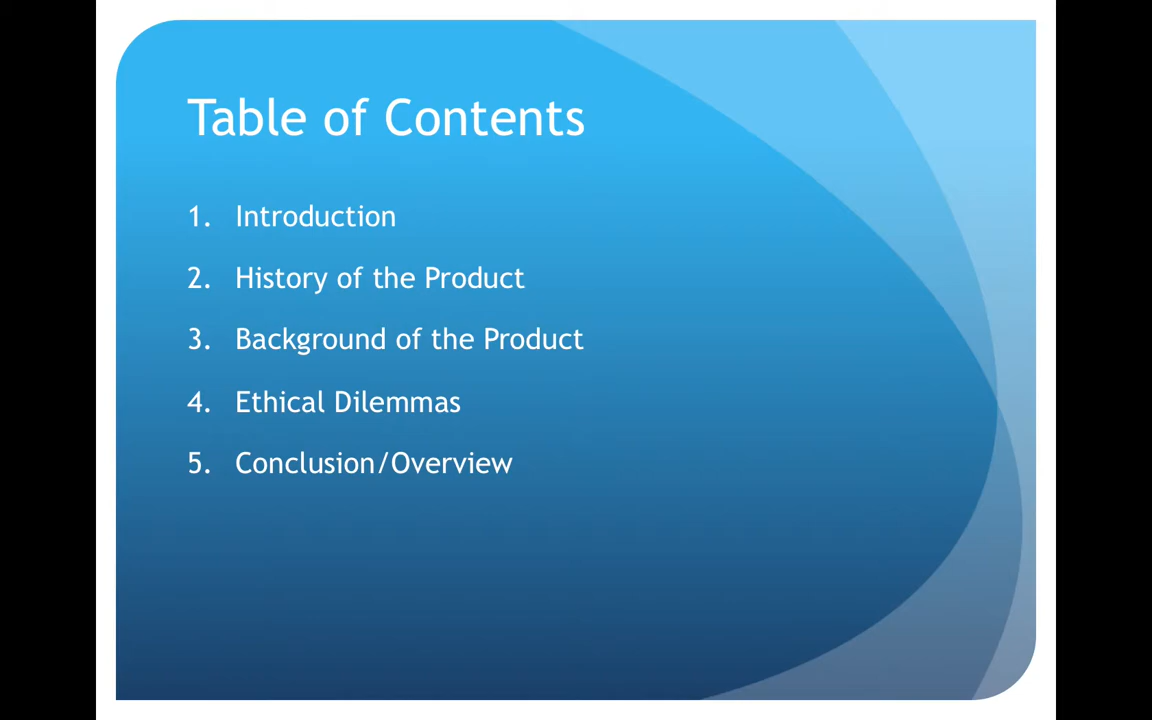 Table of Contents
1. Introduction
2. History of the Product
3. Background of the Product
4. Ethical Dilemmas
5. Conclusion/Overview